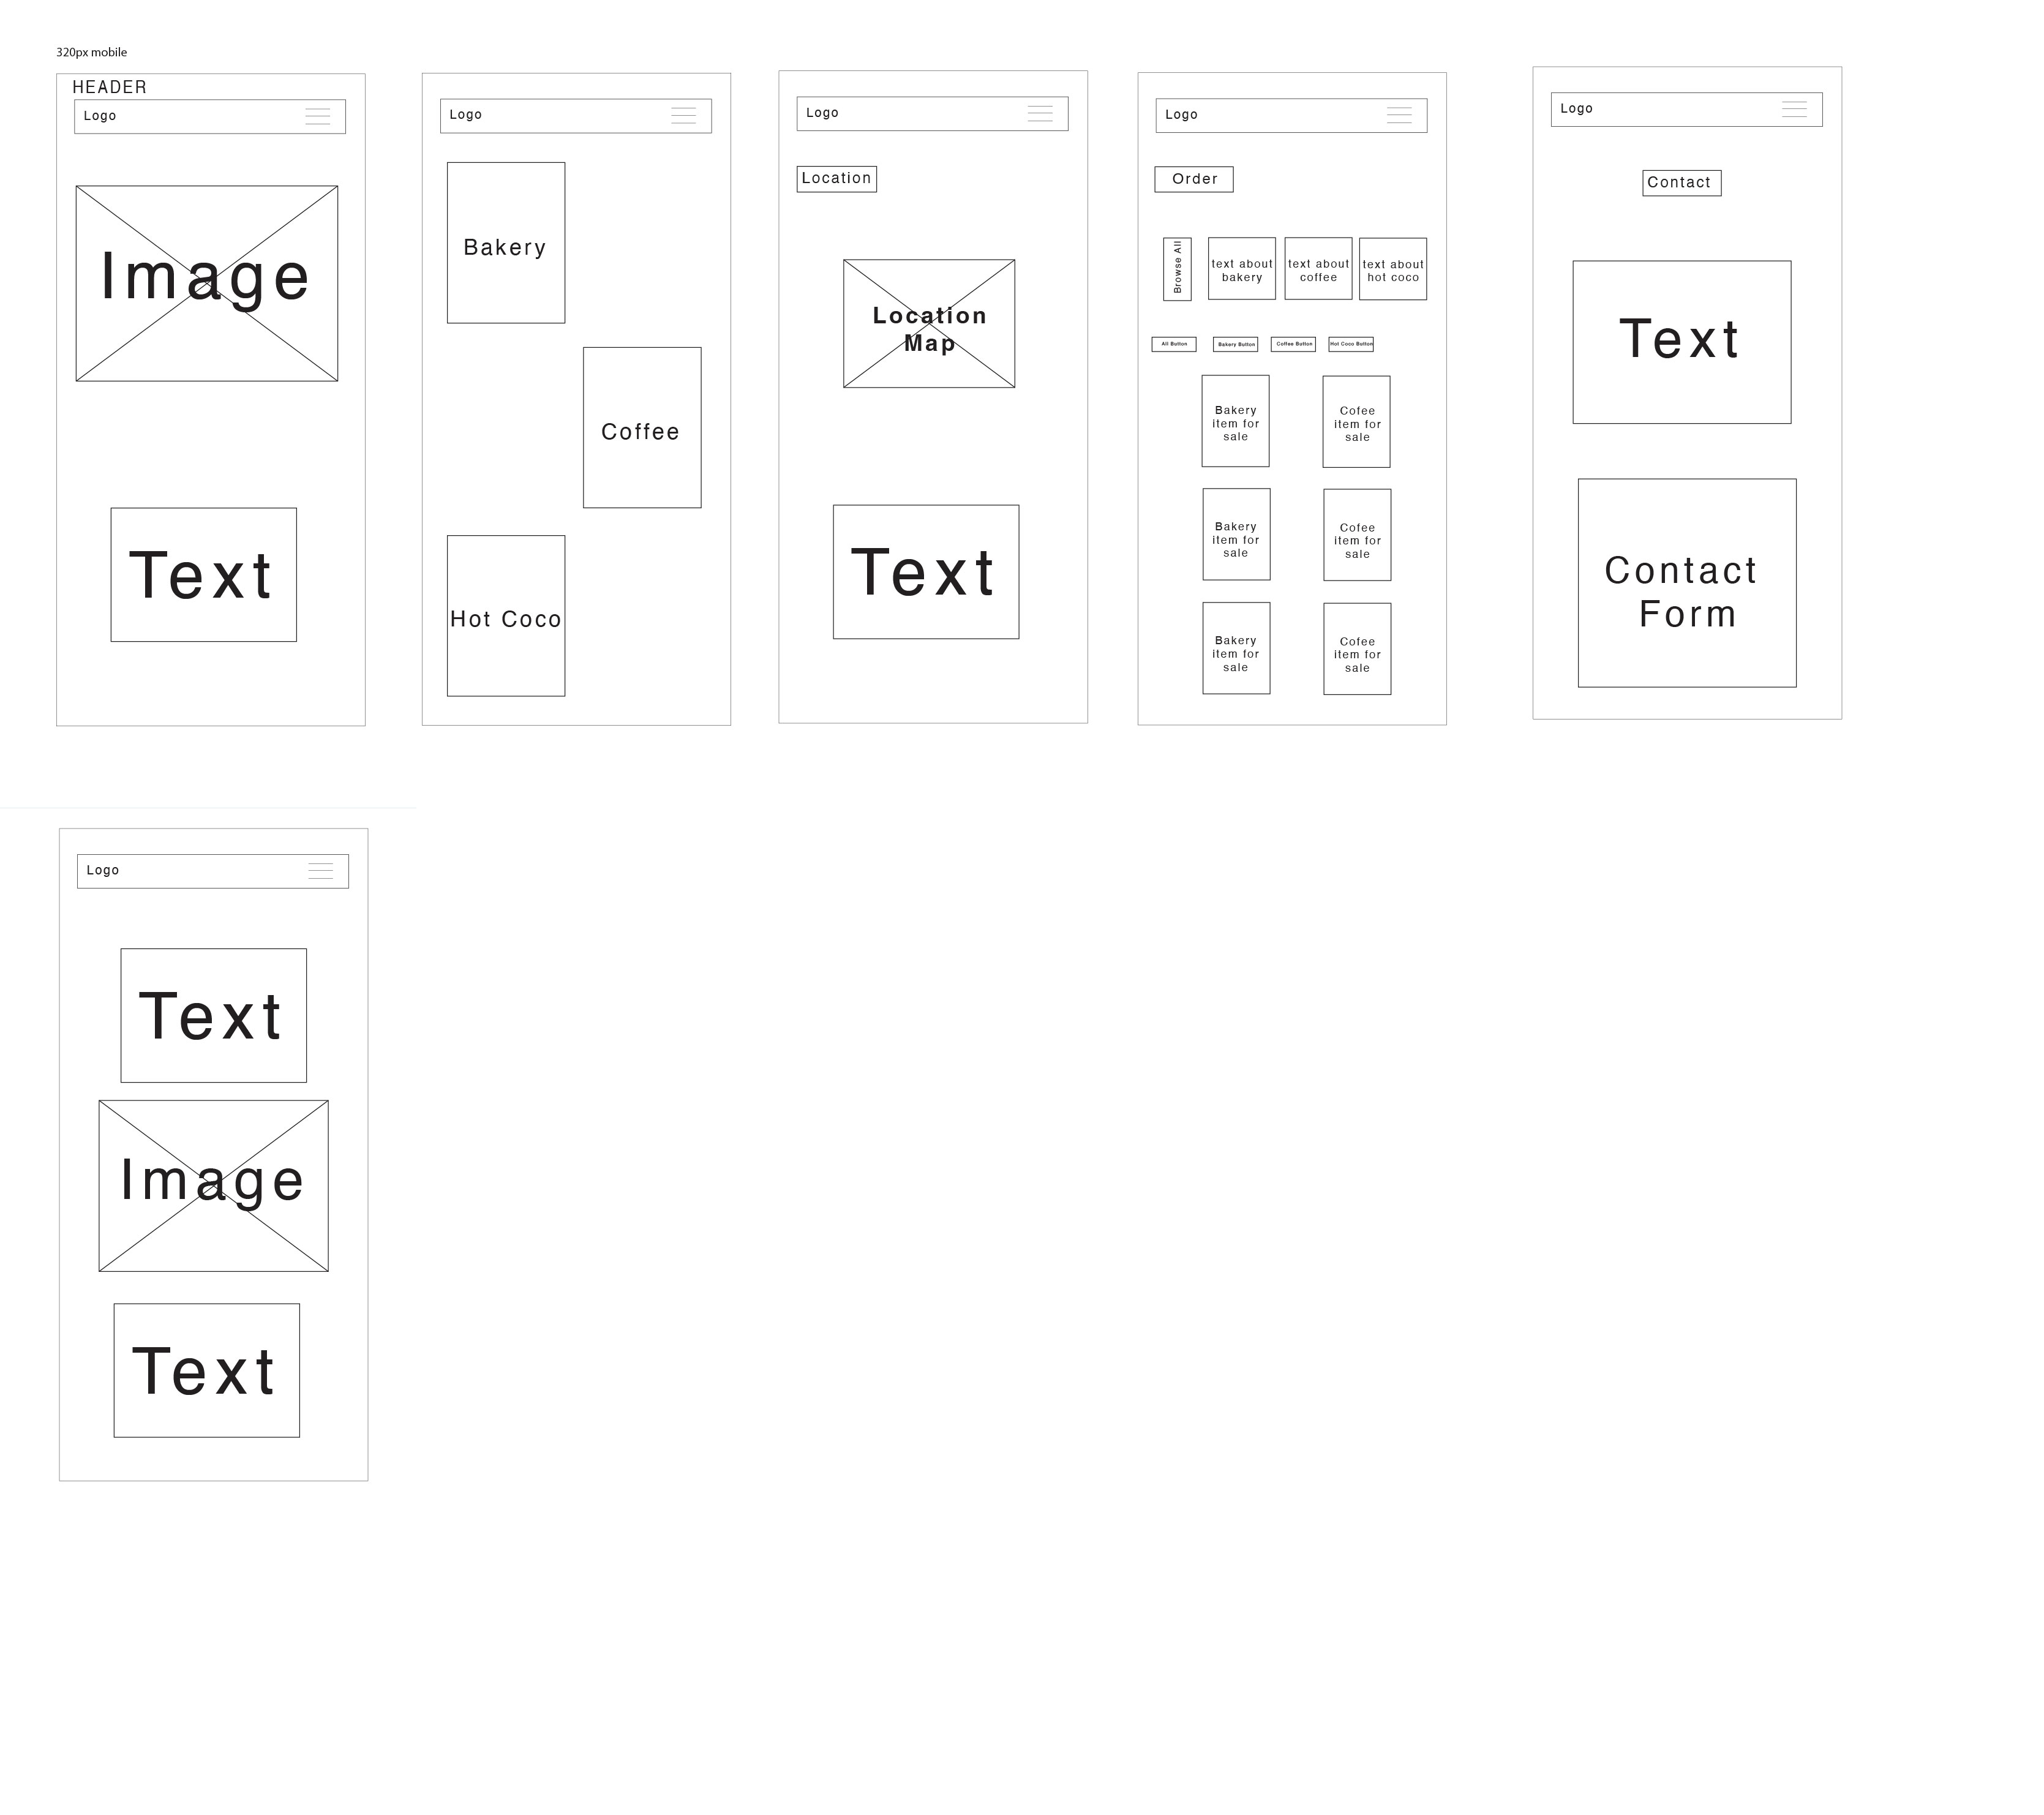 320px mobile
HEADER
Logo
Image
Text
Logo
Bakery
Coffee
Hot Coco
Logo
Location
Location
Map
Text
Logo
Order
Browse All
text about
bakery
text about
coffee
text about
hot coco
All Button
Bakery Button
Coffee Button
Hot Coco Button
Bakery
item for
sale
Cofee
item for
sale
Bakery
item for
sale
Cofee
item for
sale
Bakery
item for
sale
Cofee
item for
sale
Logo
Contact
Text
Contact
Form
Logo
Text
Image
Text